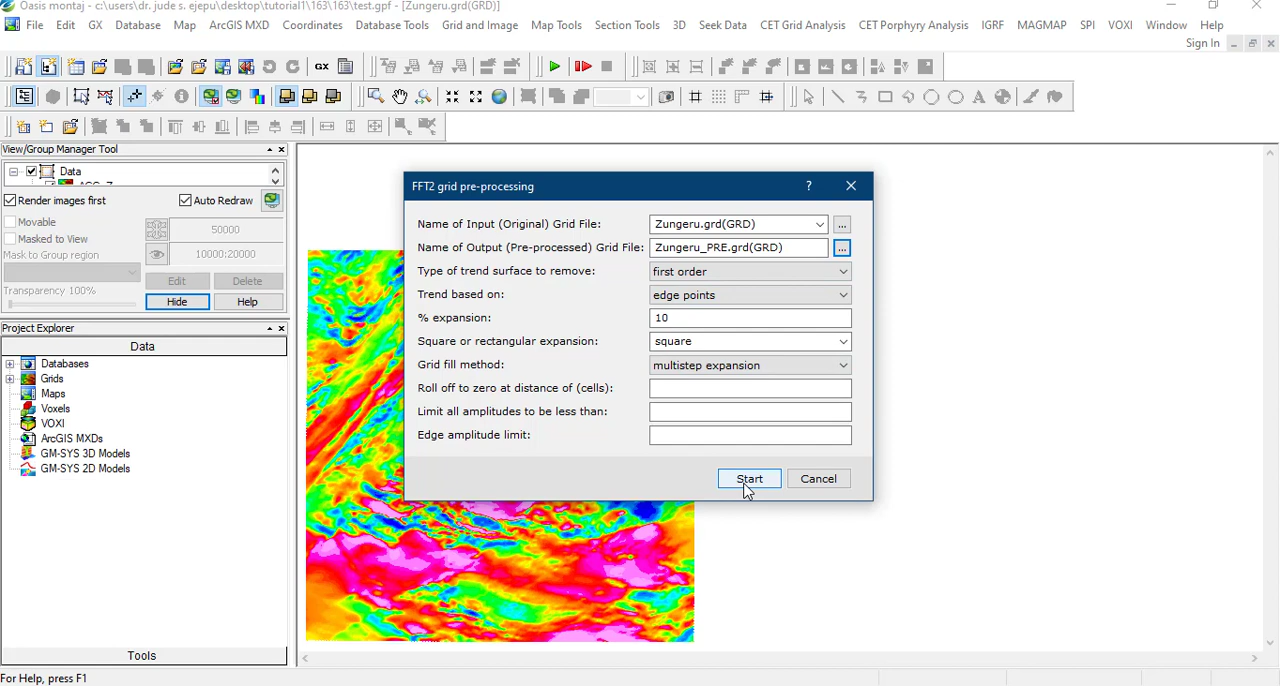 Oasis montaj - c:\users\dr. jude s. ejepu\desktop\tutorial1\163\163\test.gpf - [Zungeru(GRD)]
File Edit GX Database Map ArcGIS MXD Coordinates Database Tools Grid and Image Map Tools Section Tools 3D Seek Data CET Grid Analysis CET Porphyry Analysis IGRF MAGMAP SPI VOXI Window Help
Sign In
GX
View/Group Manager Tool
Data
Render images first
Auto Redraw
Movable
50000
Masked to View
Mask to Group region
10000:20000
Transparency 100%
Edit
Delete
Hide
Help
Project Explorer
Data
Databases
Grids
Maps
Voxels
VOXI
ArcGIS MXDs
GM-SYS 3D Models
GM-SYS 2D Models
Tools
For Help, press F1
FFT2 grid pre-processing
?
Name of Input (Original) Grid File: Zungeru.grd(GRD) ...
Name of Output (Pre-processed) Grid File: Zungeru_PRE.grd(GRD) ...
Type of trend surface to remove: first order
Trend based on: edge points
% expansion: 10
Square or rectangular expansion: square
Grid fill method: multistep expansion
Roll off to zero at distance of (cells):
Limit all amplitudes to be less than:
Edge amplitude limit:
Start
Cancel